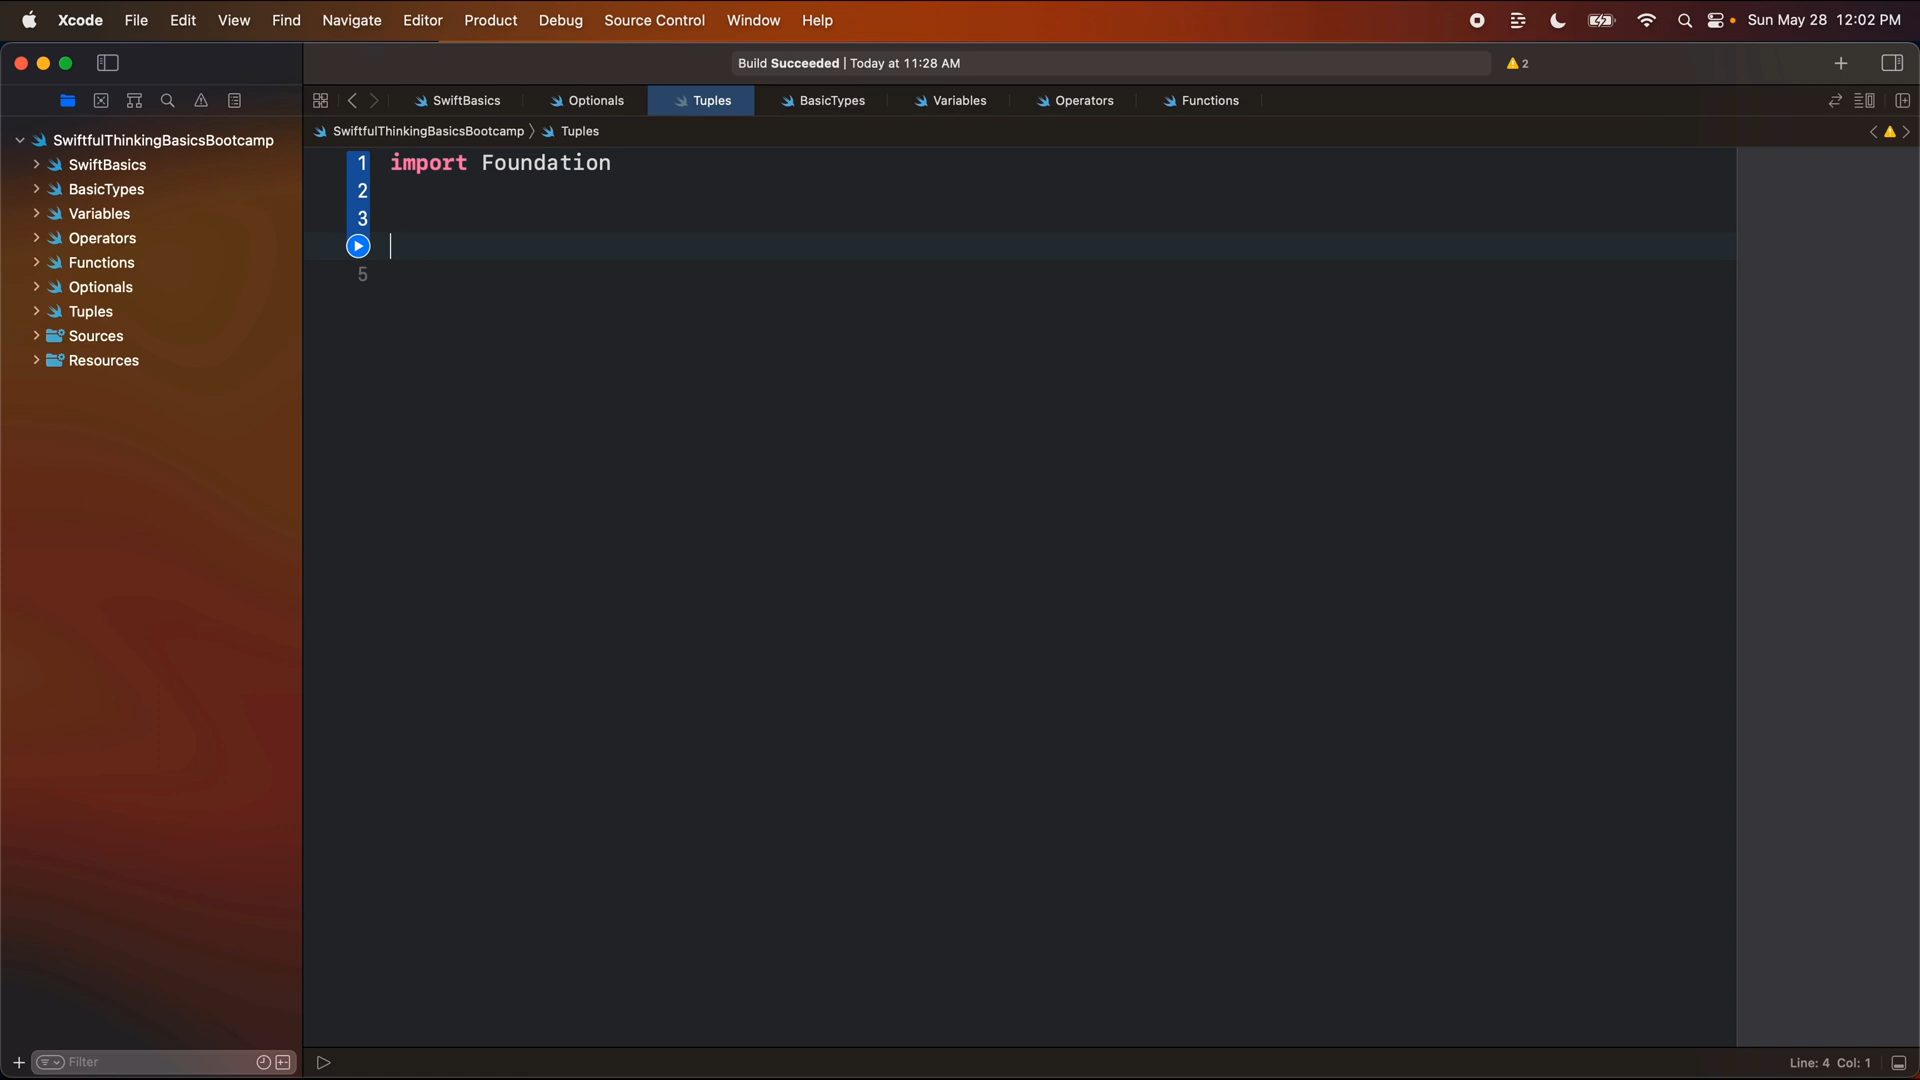 Xcode File Edit View Find Navigate Editor Product Debug Source Control Window Help Sun May 28 12:02 PM
Build Succeeded | Today at 11:28 AM 2
SwiftBasics Optionals Tuples BasicTypes Variables Operators Functions
SwiftfulThinkingBasicsBootcamp Tuples
SwiftfulThinkingBasicsBootcamp
SwiftBasics
BasicTypes
Variables
Operators
Functions
Optionals
Tuples
Sources
Resources
1 import Foundation
2
3
5
Filter
Line: 4 Col: 1